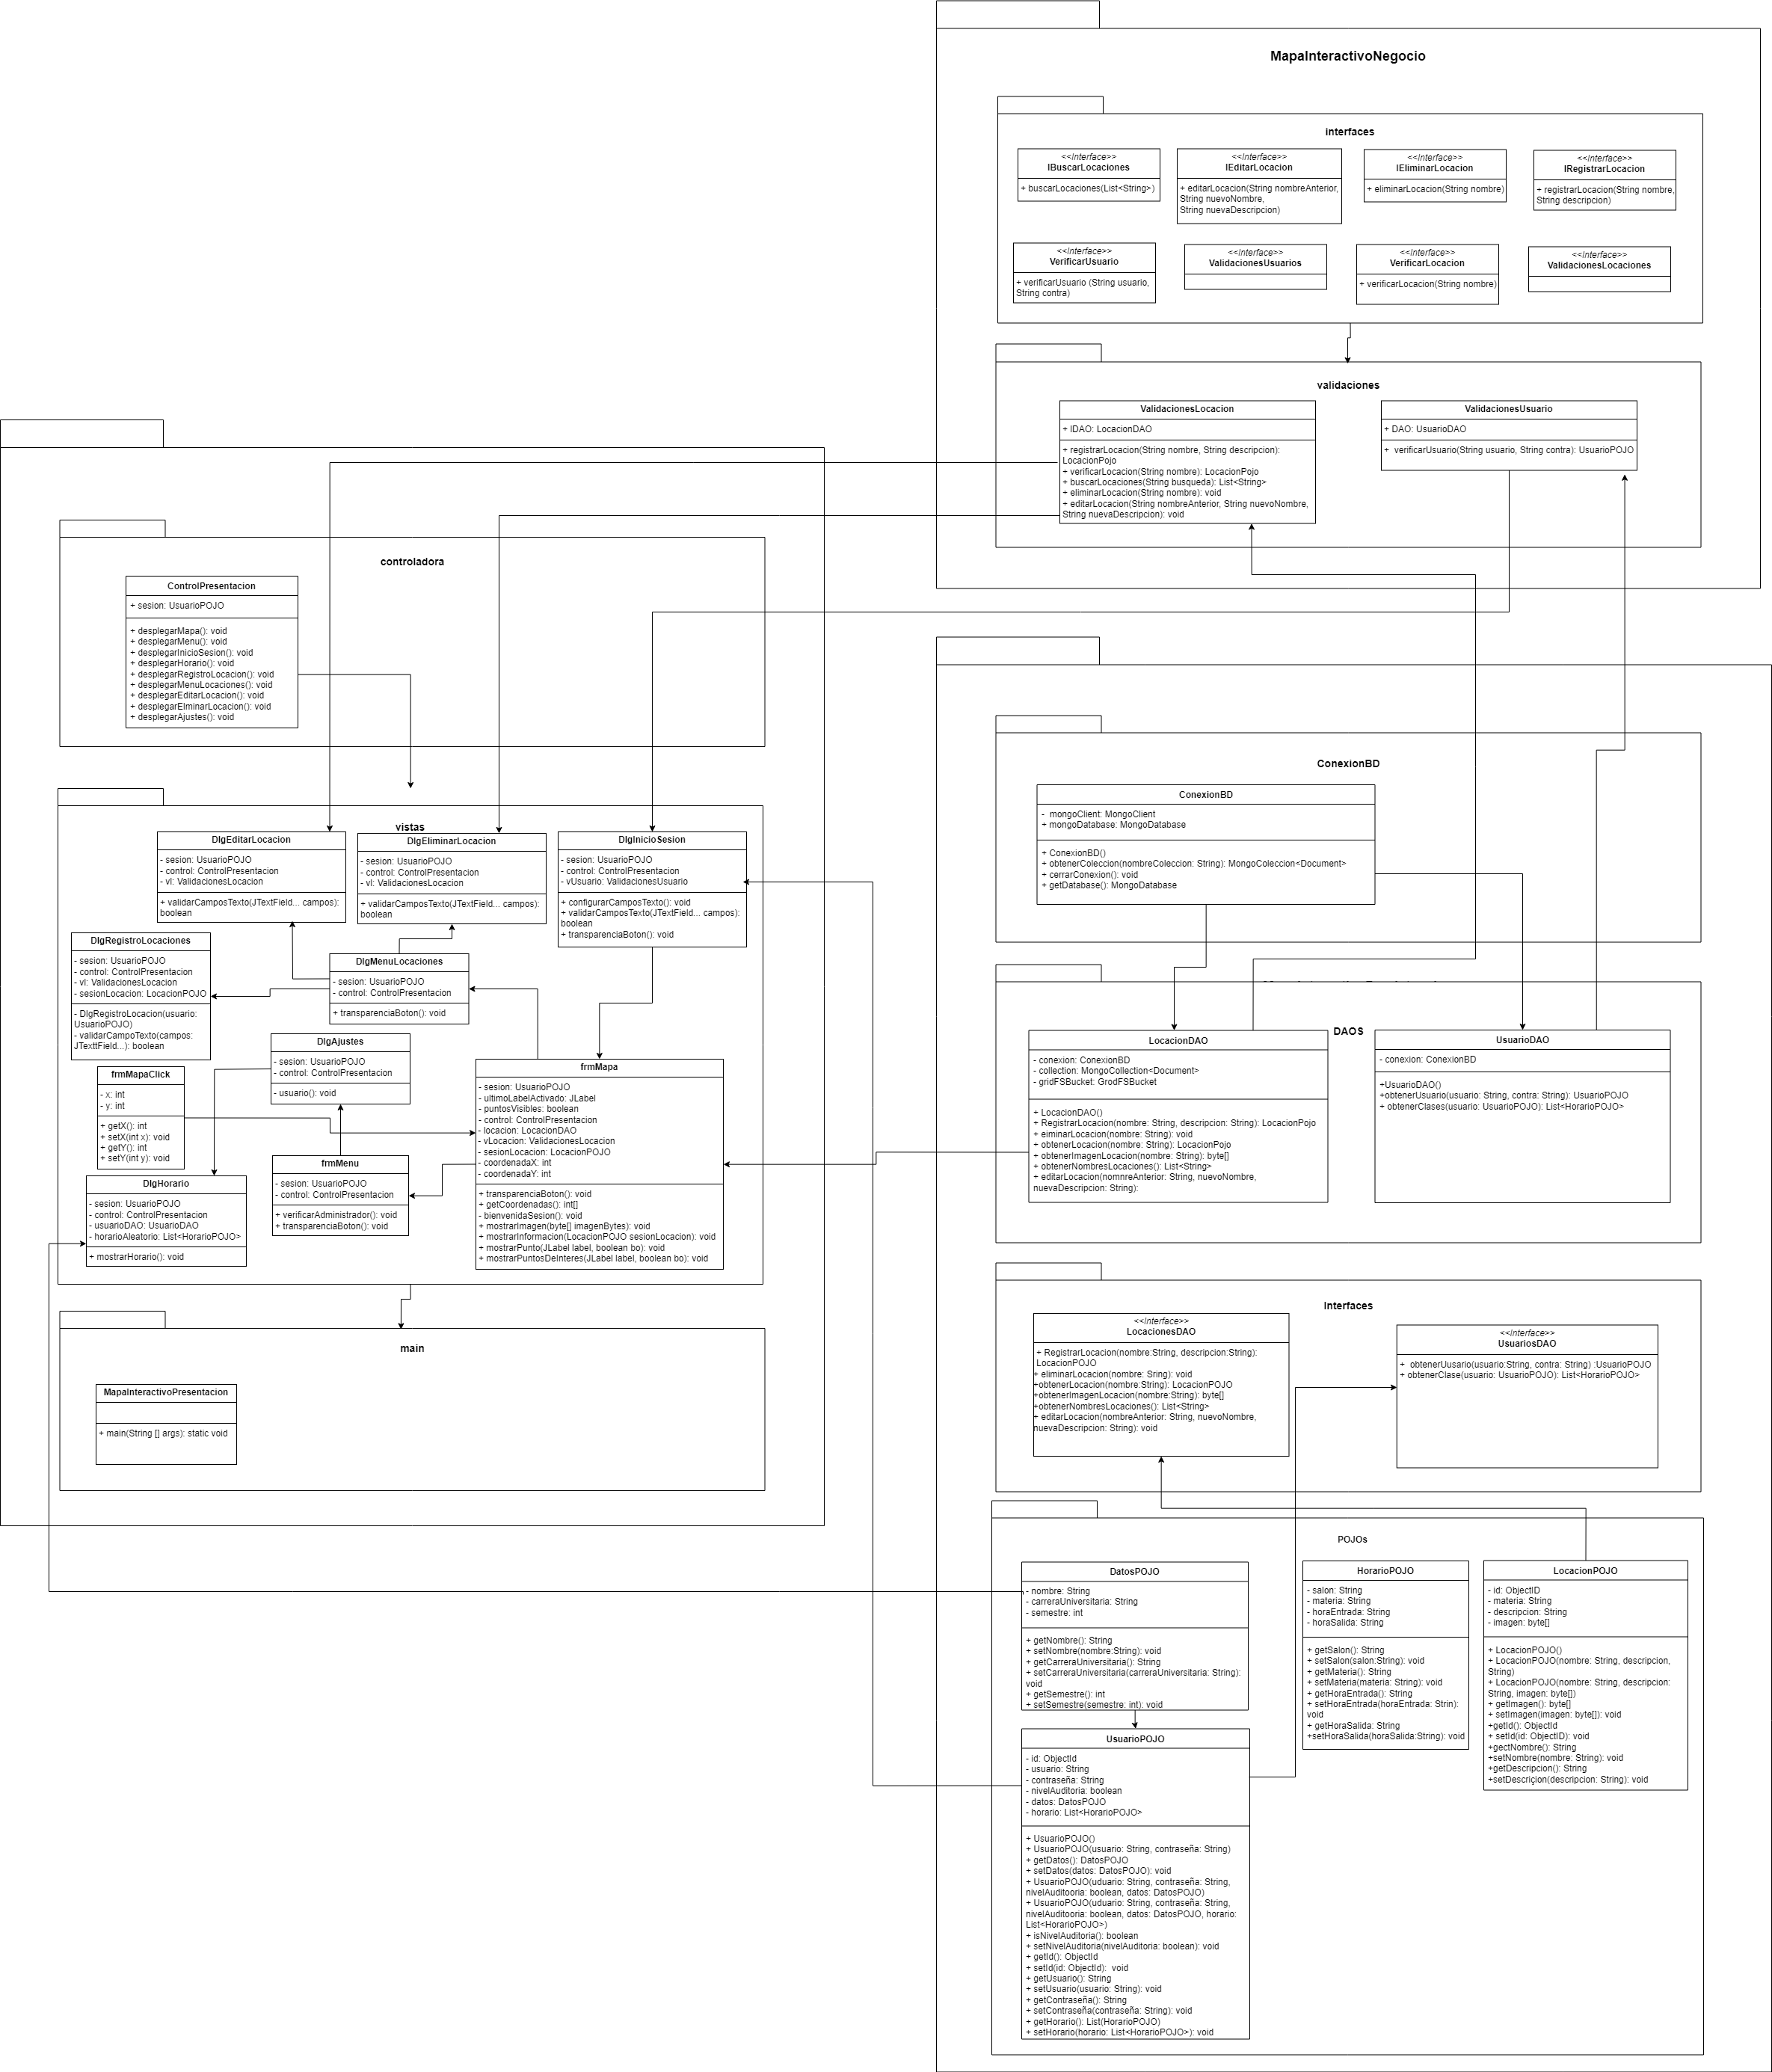 MapaInteractivoNegocio
interfaces
<<Interface>>
IBuscarLocaciones
+ buscarLocaciones(List<String>)
<<Interface>>
IEditarLocacion
+ editarLocacion(String nombreAnterior,
String nuevoNombre,
String nuevaDescripcion)
<<Interface>>
IEliminarLocacion
+ eliminarLocacion(String nombre)
<<Interface>>
IRegistrarLocacion
+ registrarLocacion(String nombre,
String descripcion)
<<Interface>>
VerificarUsuario
+ verificarUsuario (String usuario,
String contra)
<<Interface>>
ValidacionesUsuarios
<<Interface>>
VerificarLocacion
+ verificarLocacion(String nombre)
<<Interface>>
ValidacionesLocaciones
validaciones
ValidacionesLocacion
+ lDAO: LocacionDAO
+ registrarLocacion(String nombre, String descripcion):
LocacionPojo
+ verificarLocacion(String nombre): LocacionPojo
+ buscarLocaciones(String busqueda): List<String>
+ eliminarLocacion(String nombre): void
+ editarLocacion(String nombreAnterior, String nuevoNombre,
String nuevaDescripcion): void
ValidacionesUsuario
+ DAO: UsuarioDAO
+  verificarUsuario(String usuario, String contra): UsuarioPOJO
controladora
ControlPresentacion
+ sesion: UsuarioPOJO
+ desplegarMapa(): void
+ desplegarMenu(): void
+ desplegarInicioSesion(): void
+ desplegarHorario(): void
+ desplegarRegistroLocacion(): void
+ desplegarMenuLocaciones(): void
+ desplegarEditarLocacion(): void
+ desplegarElminarLocacion(): void
+ desplegarAjustes(): void
vistas
DlgEditarLocacion
- sesion: UsuarioPOJO
- control: ControlPresentacion
- vl: ValidacionesLocacion
+ validarCamposTexto(JTextField... campos):
boolean
DlgEliminarLocacion
- sesion: UsuarioPOJO
- control: ControlPresentacion
- vl: ValidacionesLocacion
+ validarCamposTexto(JTextField... campos):
boolean
DlgInicioSesion
- sesion: UsuarioPOJO
- control: ControlPresentacion
- vUsuario: ValidacionesUsuario
+ configurarCamposTexto(): void
+ validarCamposTexto(JTextField... campos):
boolean
+ transparenciaBoton(): void
DlgRegistroLocaciones
- sesion: UsuarioPOJO
- control: ControlPresentacion
- vl: ValidacionesLocacion
- sesionLocacion: LocacionPOJO
- DlgRegistroLocacion(usuario:
UsuarioPOJO)
- validarCampoTexto(campos:
JTexttField...): boolean
DlgMenuLocaciones
- sesion: UsuarioPOJO
- control: ControlPresentacion
+ transparenciaBoton(): void
DlgAjustes
- sesion: UsuarioPOJO
- control: ControlPresentacion
- usuario(): void
frmMapaClick
- x: int
- y: int
+ getX(): int
+ setX(int x): void
+ getY(): int
+ setY(int y): void
frmMapa
- sesion: UsuarioPOJO
- ultimoLabelActivado: JLabel
- puntosVisibles: boolean
- control: ControlPresentacion
- locacion: LocacionDAO
- vLocacion: ValidacionesLocacion
- sesionLocacion: LocacionPOJO
- coordenadaX: int
- coordenadaY: int
+ transparenciaBoton(): void
+ getCoordenadas(): int[]
- bienvenidaSesion(): void
+ mostrarImagen(byte[] imagenBytes): void
+ mostrarInformacion(LocacionPOJO sesionLocacion): void
+ mostrarPunto(JLabel label, boolean bo): void
+ mostrarPuntosDeInteres(JLabel label, boolean bo): void
frmMenu
- sesion: UsuarioPOJO
- control: ControlPresentacion
+ verificarAdministrador(): void
+ transparenciaBoton(): void
DlgHorario
- sesion: UsuarioPOJO
- control: ControlPresentacion
- usuarioDAO: UsuarioDAO
- horarioAleatorio: List<HorarioPOJO>
+ mostrarHorario(): void
main
MapaInteractivoPresentacion
+ main(String [] args): static void
ConexionBD
ConexionBD
-  mongoClient: MongoClient
+ mongoDatabase: MongoDatabase
+ ConexionBD()
+ obtenerColeccion(nombreColeccion: String): MongoColeccion<Document>
+ cerrarConexion(): void
+ getDatabase(): MongoDatabase
DAOS
LocacionDAO
- conexion: ConexionBD
- collection: MongoCollection<Document>
- gridFSBucket: GrodFSBucket
+ LocacionDAO()
+ RegistrarLocacion(nombre: String, descripcion: String): LocacionPojo
+ eiminarLocacion(nombre: String): void
+ obtenerLocacion(nombre: String): LocacionPojo
+ obtenerImagenLocacion(nombre: String): byte[]
+ obtenerNombresLocaciones(): List<String>
+ editarLocacion(nomnreAnterior: String, nuevoNombre,
nuevaDescripcion: String):
UsuarioDAO
- conexion: ConexionBD
+UsuarioDAO()
+obtenerUsuario(usuario: String, contra: String): UsuarioPOJO
+ obtenerClases(usuario: UsuarioPOJO): List<HorarioPOJO>
Interfaces
<<Interface>>
LocacionesDAO
+ RegistrarLocacion(nombre:String, descripcion:String):
LocacionPOJO
+ eliminarLocacion(nombre: Sring): void
+obtenerLocacion(nombre:String): LocacionPOJO
+obtenerImagenLocacion(nombre:String): byte[]
+obtenerNombresLocaciones(): List<String>
+ editarLocacion(nombreAnterior: String, nuevoNombre,
nuevaDescripcion: String): void
<<Interface>>
UsuariosDAO
+  obtenerUusario(usuario:String, contra: String) :UsuarioPOJO
+ obtenerClase(usuario: UsuarioPOJO): List<HorarioPOJO>
POJOs
DatosPOJO
- nombre: String
- carreraUniversitaria: String
- semestre: int
+ getNombre(): String
+ setNombre(nombre:String): void
+ getCarreraUniversitaria(): String
+ setCarreraUniversitaria(carreraUniversitaria: String):
void
+ getSemestre(): int
+ setSemestre(semestre: int): void
HorarioPOJO
- salon: String
- materia: String
- horaEntrada: String
- horaSalida: String
+ getSalon(): String
+ setSalon(salon:String): void
+ getMateria(): String
+ setMateria(materia: String): void
+ getHoraEntrada(): String
+ setHoraEntrada(horaEntrada: Strin):
void
+ getHoraSalida: String
+setHoraSalida(horaSalida:String): void
LocacionPOJO
- id: ObjectID
- materia: String
- descripcion: String
- imagen: byte[]
+ LocacionPOJO()
+ LocacionPOJO(nombre: String, descripcion,
String)
+ LocacionPOJO(nombre: String, descripcion:
String, imagen: byte[])
+ getImagen(): byte[]
+ setImagen(imagen: byte[]): void
+getId(): ObjectId
+ setId(id: ObjectID): void
+gectNombre(): String
+setNombre(nombre: String): void
+getDescripcion(): String
+setDescriçion(descripcion: String): void
UsuarioPOJO
- id: ObjectId
- usuario: String
- contraseña: String
- nivelAuditoria: boolean
- datos: DatosPOJO
- horario: List<HorarioPOJO>
+ UsuarioPOJO()
+ UsuarioPOJO(usuario: String, contraseña: String)
+ getDatos(): DatosPOJO
+ setDatos(datos: DatosPOJO): void
+ UsuarioPOJO(uduario: String, contraseña: String,
nivelAuditooria: boolean, datos: DatosPOJO)
+ UsuarioPOJO(uduario: String, contraseña: String,
nivelAuditooria: boolean, datos: DatosPOJO, horario:
List<HorarioPOJO>)
+ isNivelAuditoria(): boolean
+ setNivelAuditoria(nivelAuditoria: boolean): void
+ getId(): ObjectId
+ setId(id: ObjectId):  void
+ getUsuario(): String
+ setUsuario(usuario: String): void
+ getContraseña(): String
+ setContraseña(contraseña: String): void
+ getHorario(): List(HorarioPOJO)
+ setHorario(horario: List<HorarioPOJO>): void